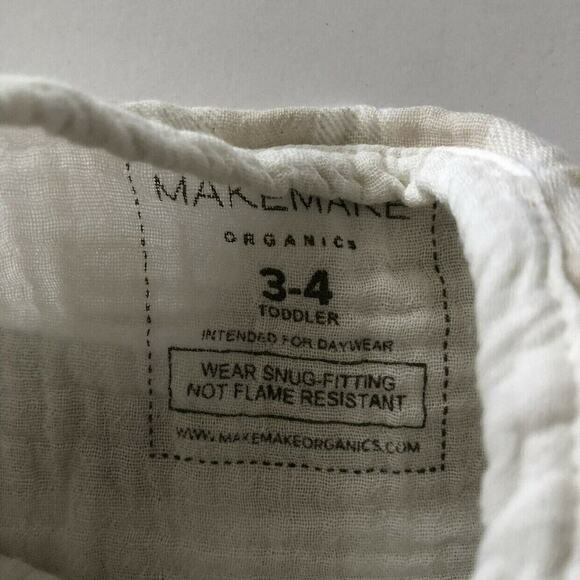 MAKEMAKE
ORGANICS
3-4
TODDLER
INTENDED FOR DAYWEAR
WEAR SNUG-FITTING
NOT FLAME RESISTANT
WWW.MAKEMAKEORGANICS.COM